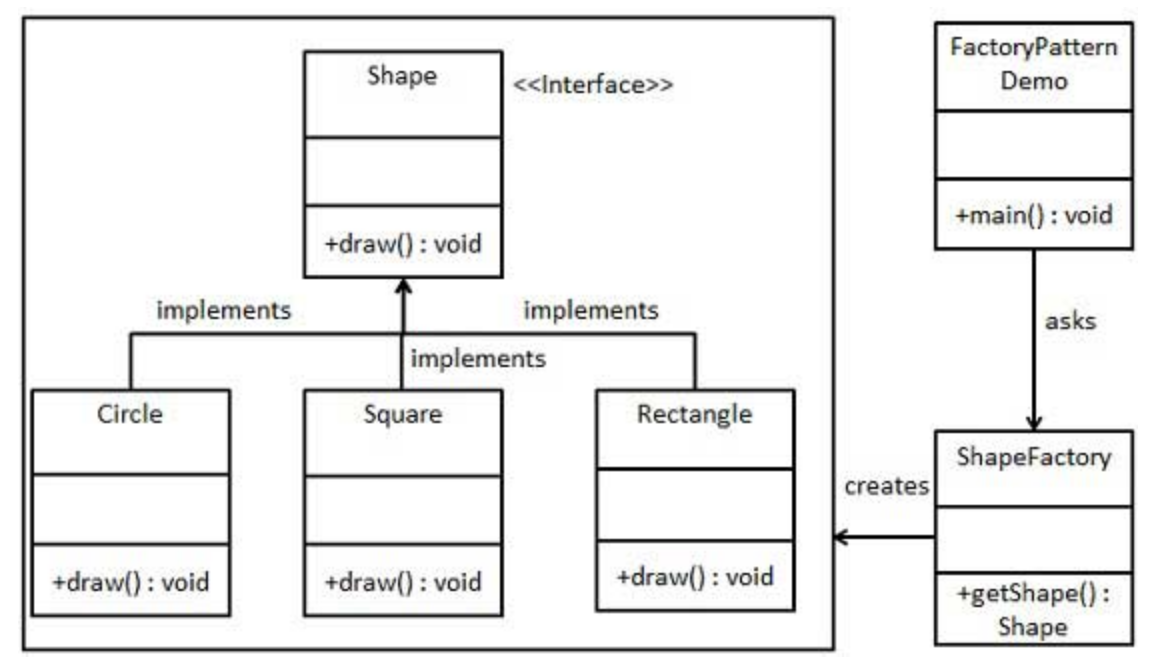 Shape
<<Interface>>
+draw() : void
implements
implements
implements
Circle
+draw() : void
Square
+draw() : void
Rectangle
+draw() : void
FactoryPattern
Demo
+main() : void
asks
ShapeFactory
+getShape() :
Shape
creates